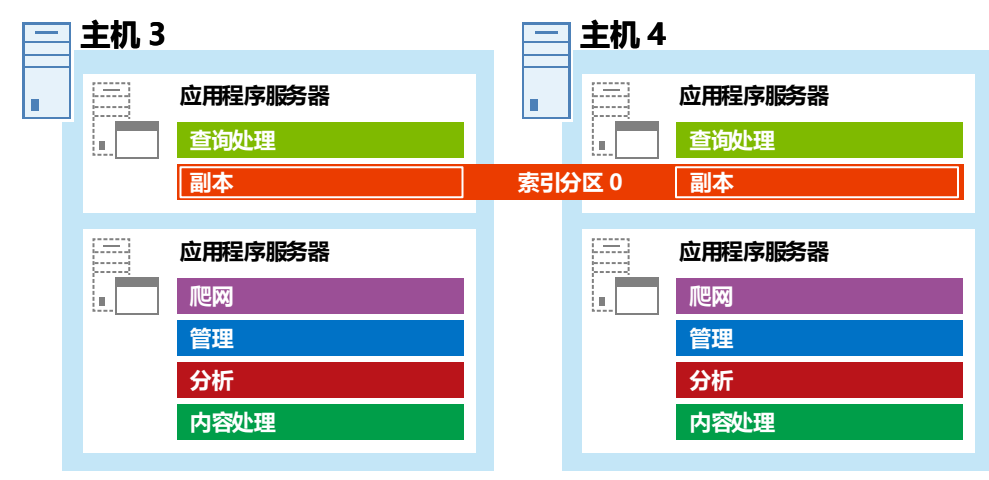 主机 3
主机 4
应用程序服务器
应用程序服务器
查询处理
查询处理
副本
索引分区 0
副本
应用程序服务器
应用程序服务器
爬网
爬网
管理
管理
分析
分析
内容处理
内容处理